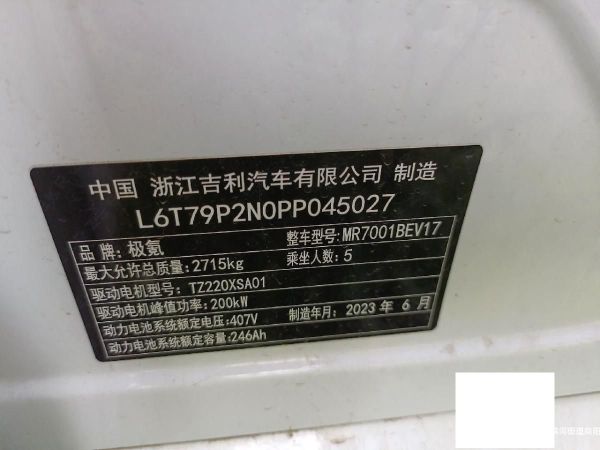 中国 浙江吉利汽车有限公司 制造
L6T79P2N0PP045027
品牌:极氪 整车型号:MR7001BEV17
最大允许总质量:2715kg 乘坐人数:5
驱动电机型号:TZ220XSA01
驱动电机峰值功率:200kW 制造年月:2023年6月
动力电池系统额定电压:407V
动力电池系统额定容量:246Ah